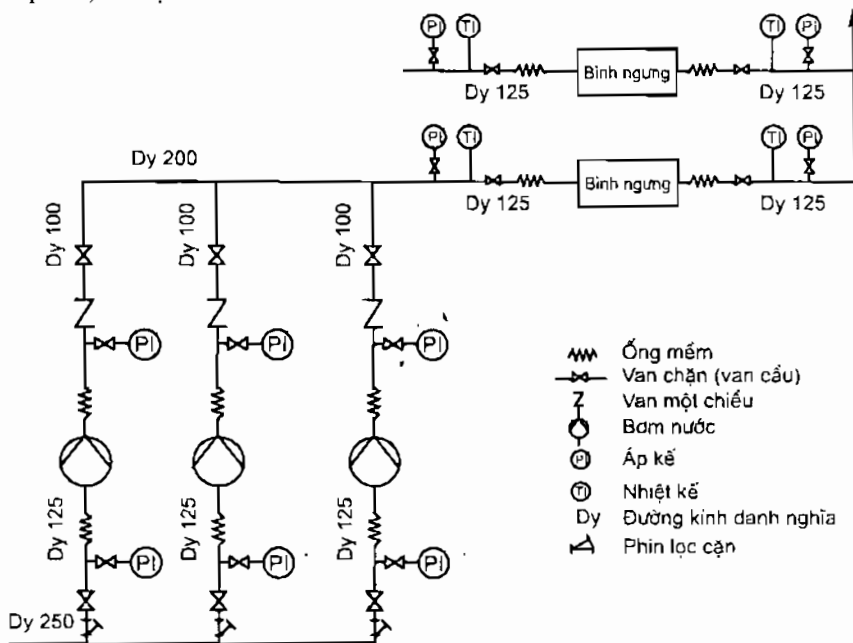 PI TI TI PI
Bình ngưng
Dy 125 Dy 125
PI TI TI PI
Dy 200
Bình ngưng
Dy 125 Dy 125
Dy 100 Dy 100 Dy 100
PI PI PI
Ống mềm
Van chặn (van cầu)
Z Van một chiều
Bơm nước
PI Áp kế
TI Nhiệt kế
Dy Đường kính danh nghĩa
Phin lọc cặn
Dy 125 Dy 125 Dy 125
PI PI PI
Dy 250